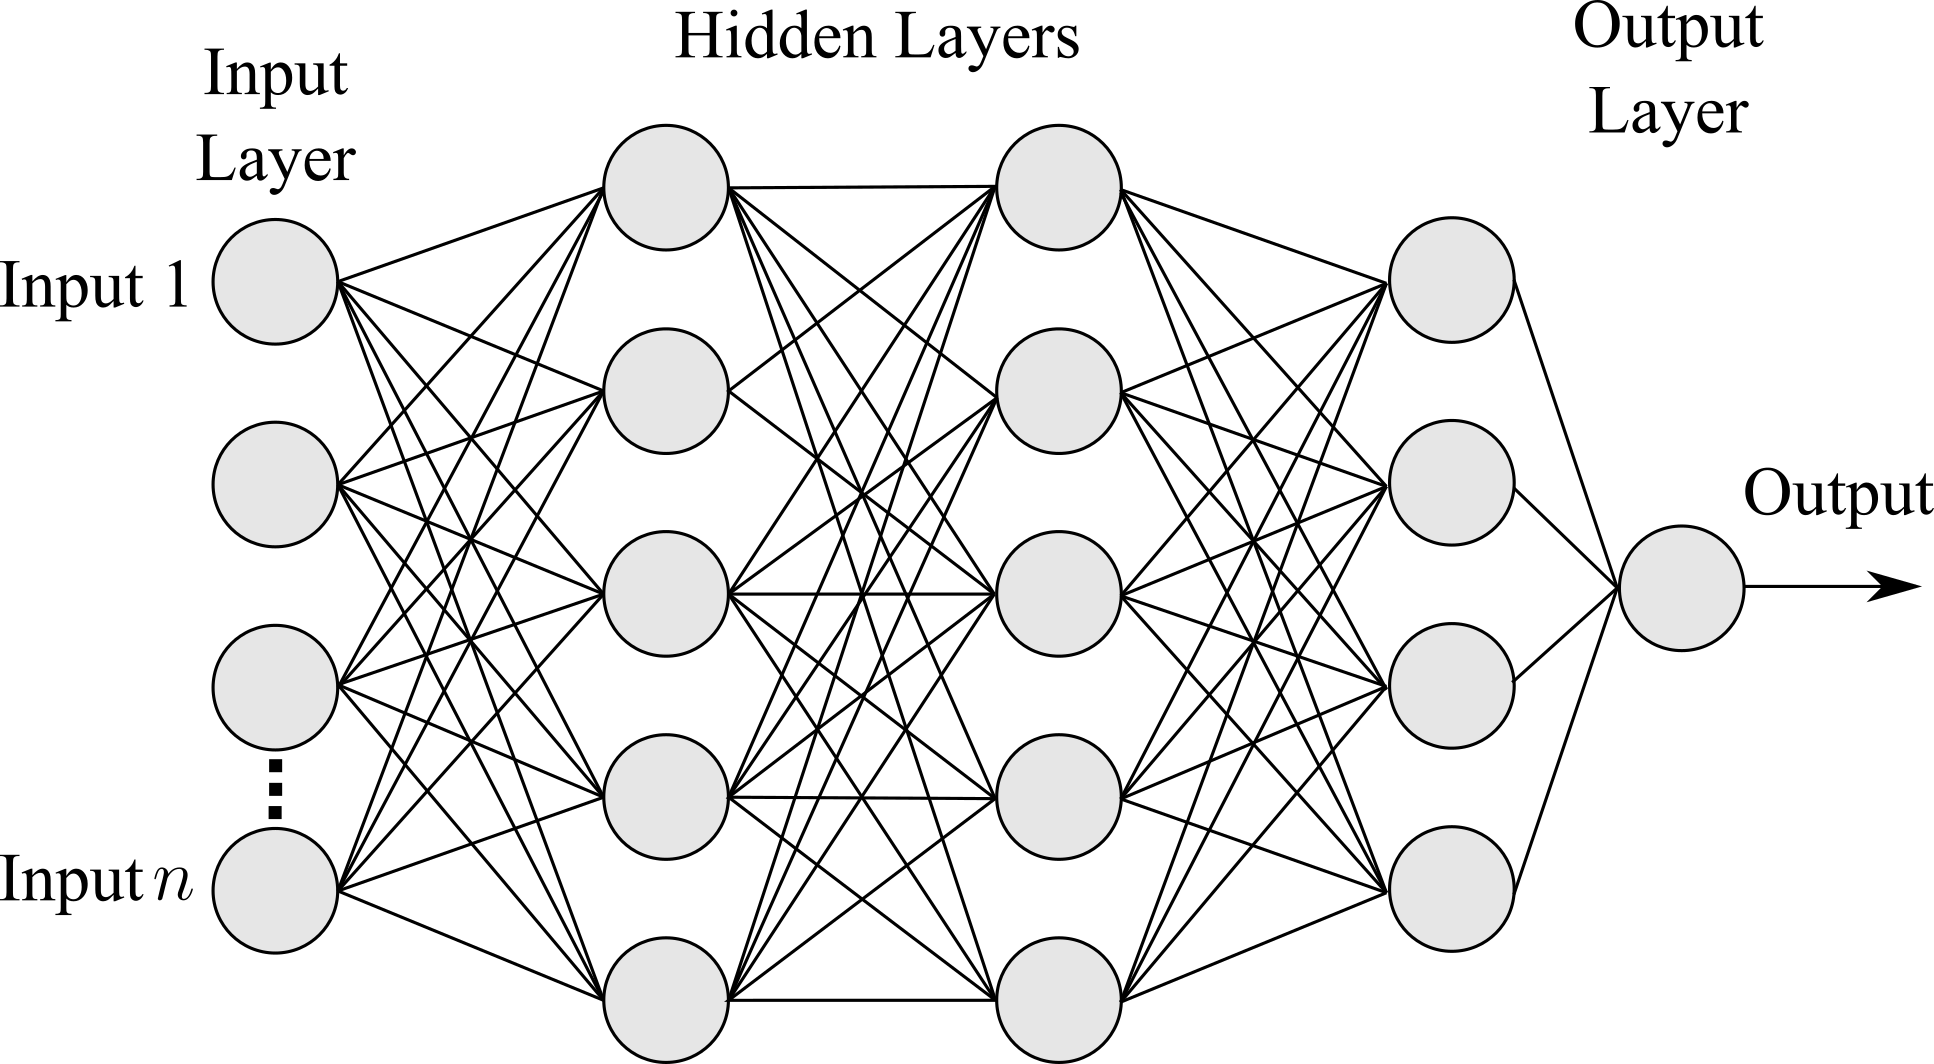 Hidden Layers
Output
Layer
Input
Layer
Input 1
Output
Input n